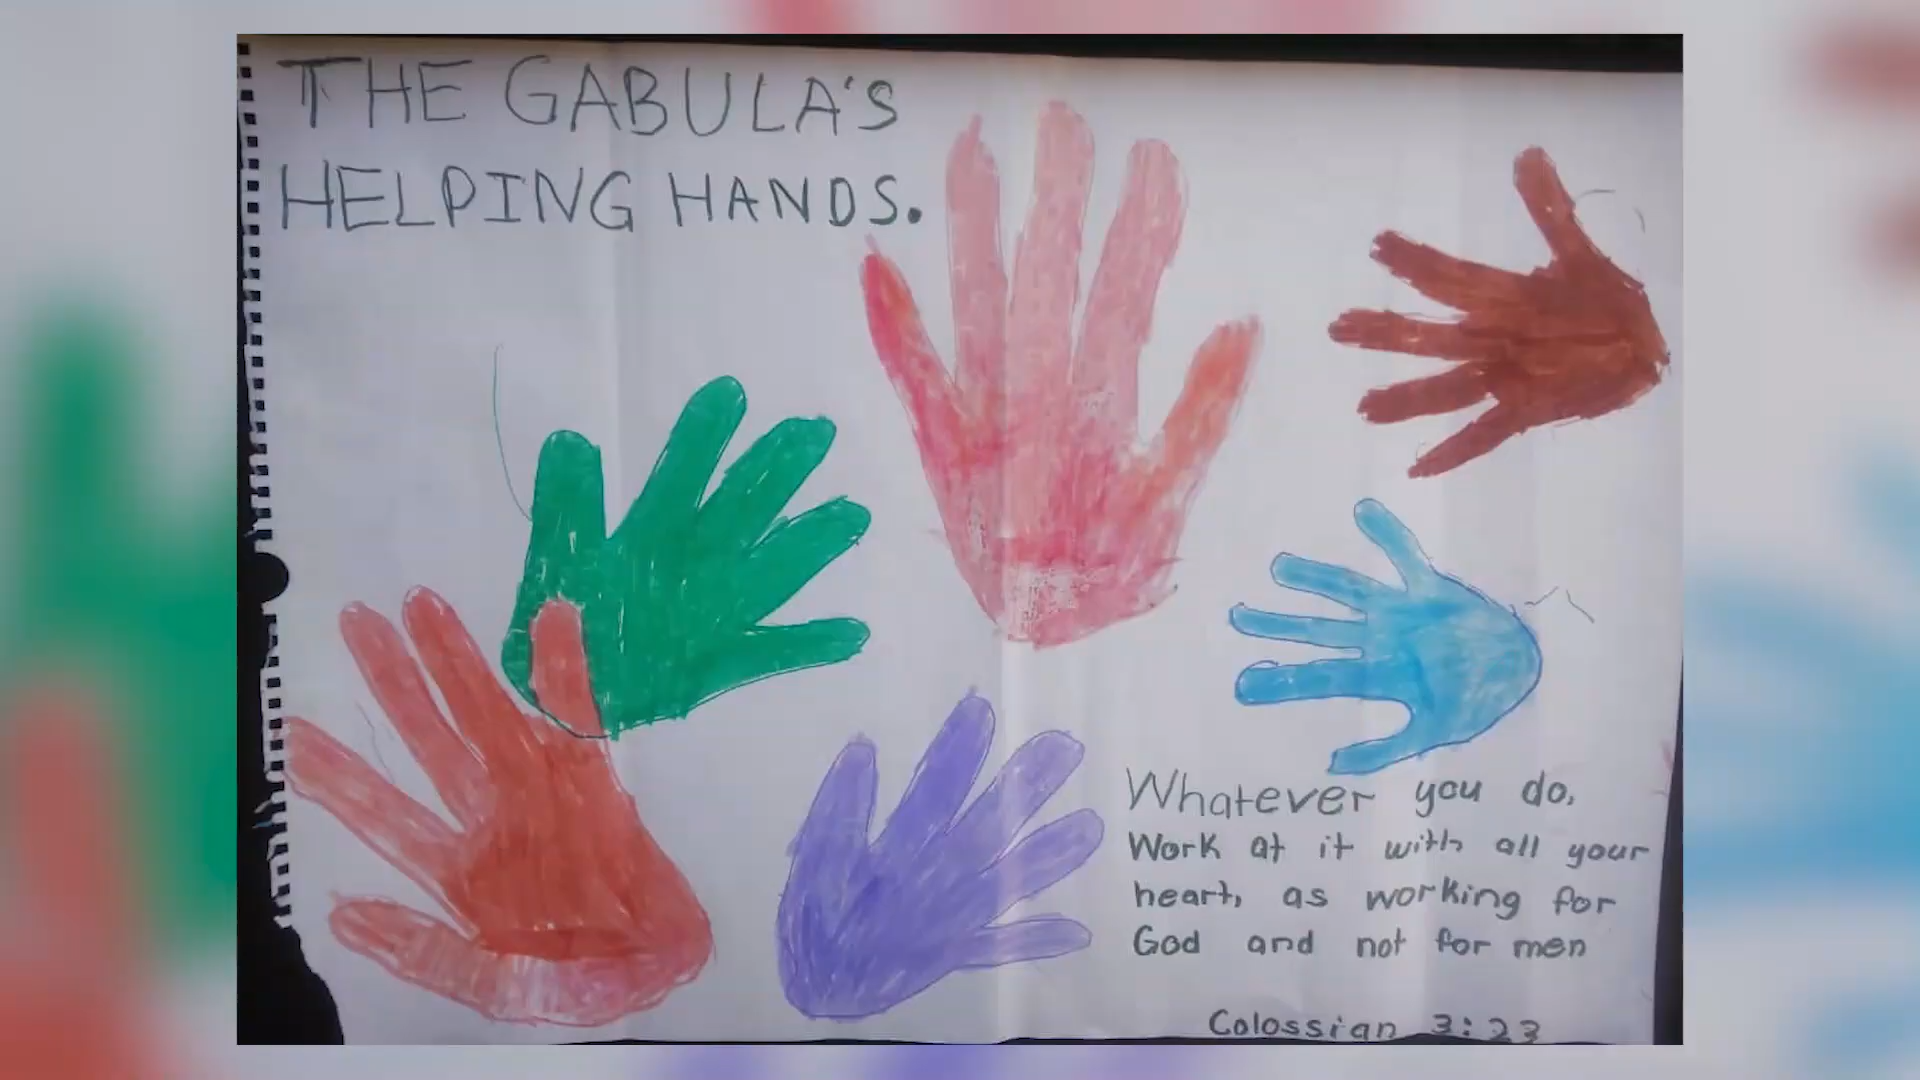 THE GABULA'S
HELPING HANDS.
Whatever you do,
Work at it with all your
heart, as working for
God and not for men
Colossian 3:23